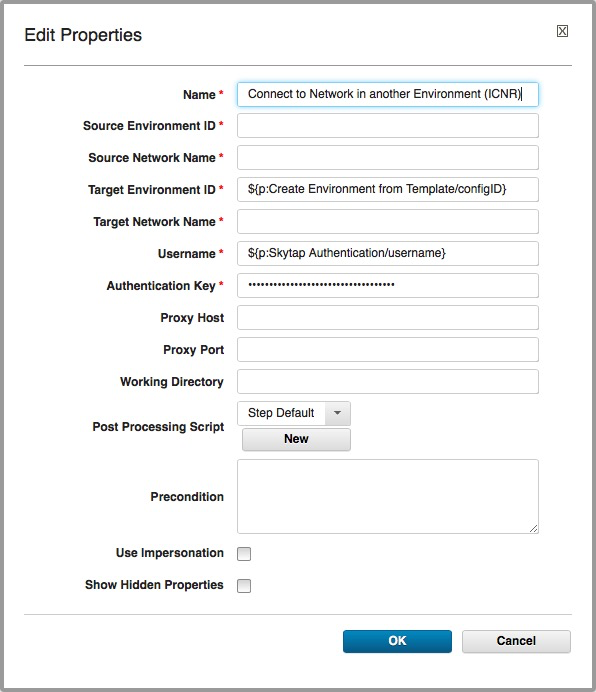 Edit Properties
Name * Connect to Network in another Environment (ICNR)
Source Environment ID *
Source Network Name *
Target Environment ID * ${p:Create Environment from Template/configID}
Target Network Name *
Username * ${p:Skytap Authentication/username}
Authentication Key * ••••••••••••••••••••••••••••••••••••
Proxy Host
Proxy Port
Working Directory
Post Processing Script Step Default
New
Precondition
Use Impersonation
Show Hidden Properties
OK Cancel